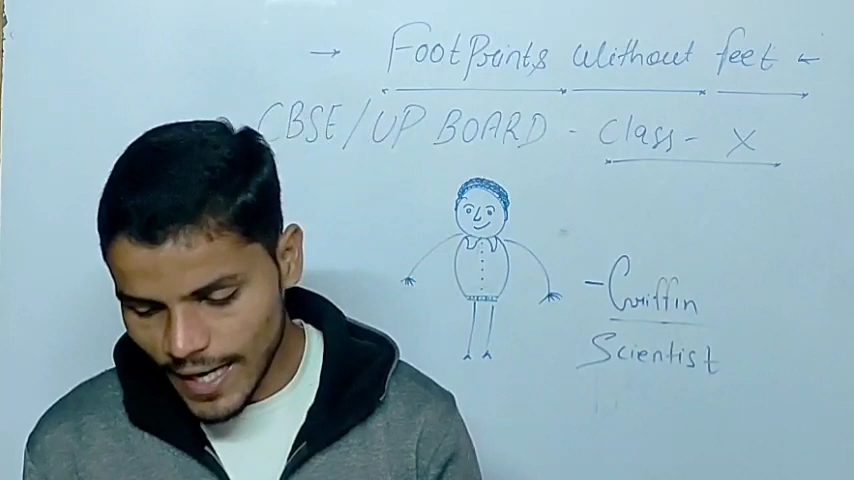 → FootPrints Without feet ←
CBSE/UP BOARD - Class - X
- Griffin
Scientist